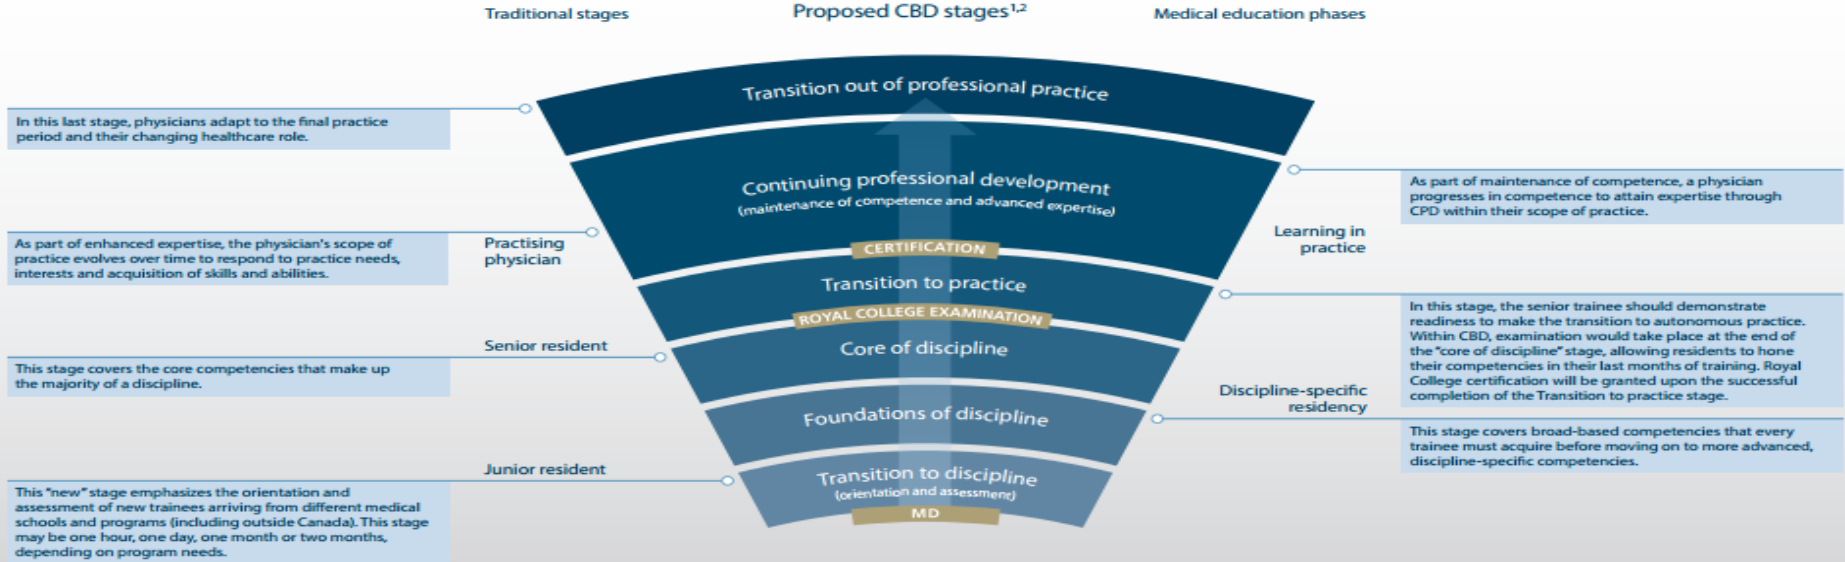 Traditional stages
Proposed CBD stages¹,²
Medical education phases
Transition out of professional practice
In this last stage, physicians adapt to the final practice
period and their changing healthcare role.
Continuing professional development
(maintenance of competence and advanced expertise)
As part of maintenance of competence, a physician
progresses in competence to attain expertise through
CPD within their scope of practice.
Learning in
practice
As part of enhanced expertise, the physician's scope of
practice evolves over time to respond to practice needs,
interests and acquisition of skills and abilities.
Practising
physician
CERTIFICATION
Transition to practice
In this stage, the senior trainee should demonstrate
readiness to make the transition to autonomous practice.
Within CBD, examination would take place at the end of
the "core of discipline" stage, allowing residents to hone
their competencies in their last months of training. Royal
College certification will be granted upon the successful
completion of the Transition to practice stage.
ROYAL COLLEGE EXAMINATION
Senior resident
Core of discipline
This stage covers the core competencies that make up
the majority of a discipline.
Discipline-specific
residency
Foundations of discipline
This stage covers broad-based competencies that every
trainee must acquire before moving on to more advanced,
discipline-specific competencies.
Junior resident
Transition to discipline
(orientation and assessment)
MD
This "new" stage emphasizes the orientation and
assessment of new trainees arriving from different medical
schools and programs (including outside Canada). This stage
may be one hour, one day, one month or two months,
depending on program needs.